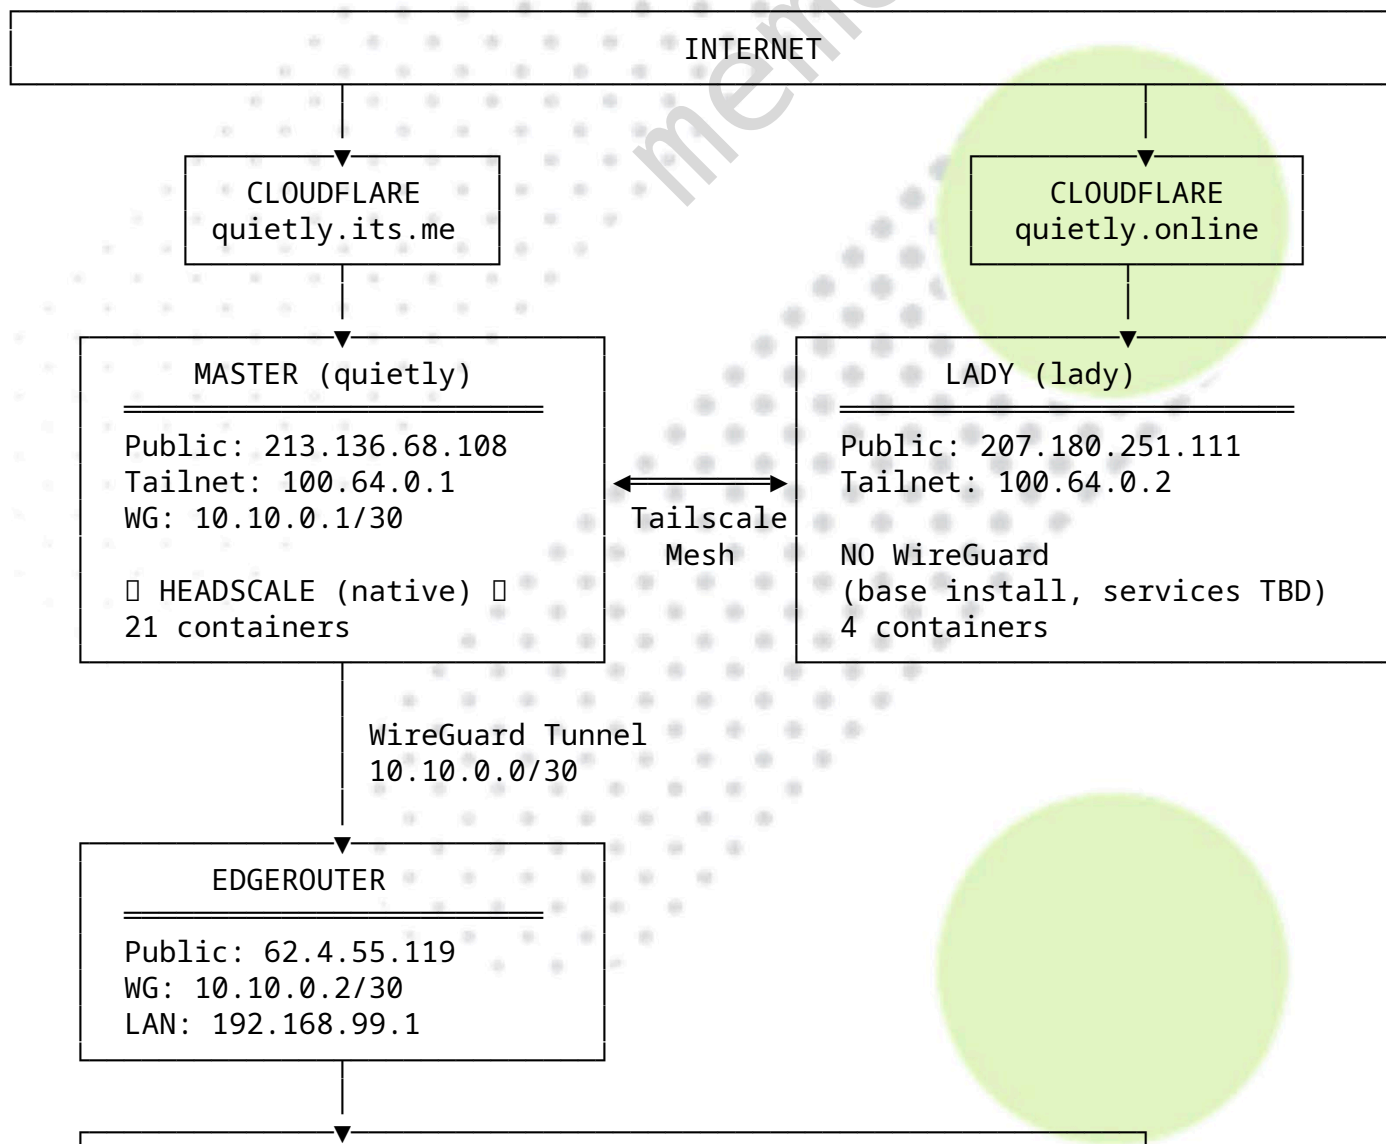 INTERNET
CLOUDFLARE
quietly.its.me
CLOUDFLARE
quietly.online
MASTER (quietly)
Public: 213.136.68.108
Tailnet: 100.64.0.1
WG: 10.10.0.1/30
HEADSCALE (native)
21 containers
Tailscale
Mesh
LADY (lady)
Public: 207.180.251.111
Tailnet: 100.64.0.2
NO WireGuard
(base install, services TBD)
4 containers
WireGuard Tunnel
10.10.0.0/30
EDGEROUTER
Public: 62.4.55.119
WG: 10.10.0.2/30
LAN: 192.168.99.1